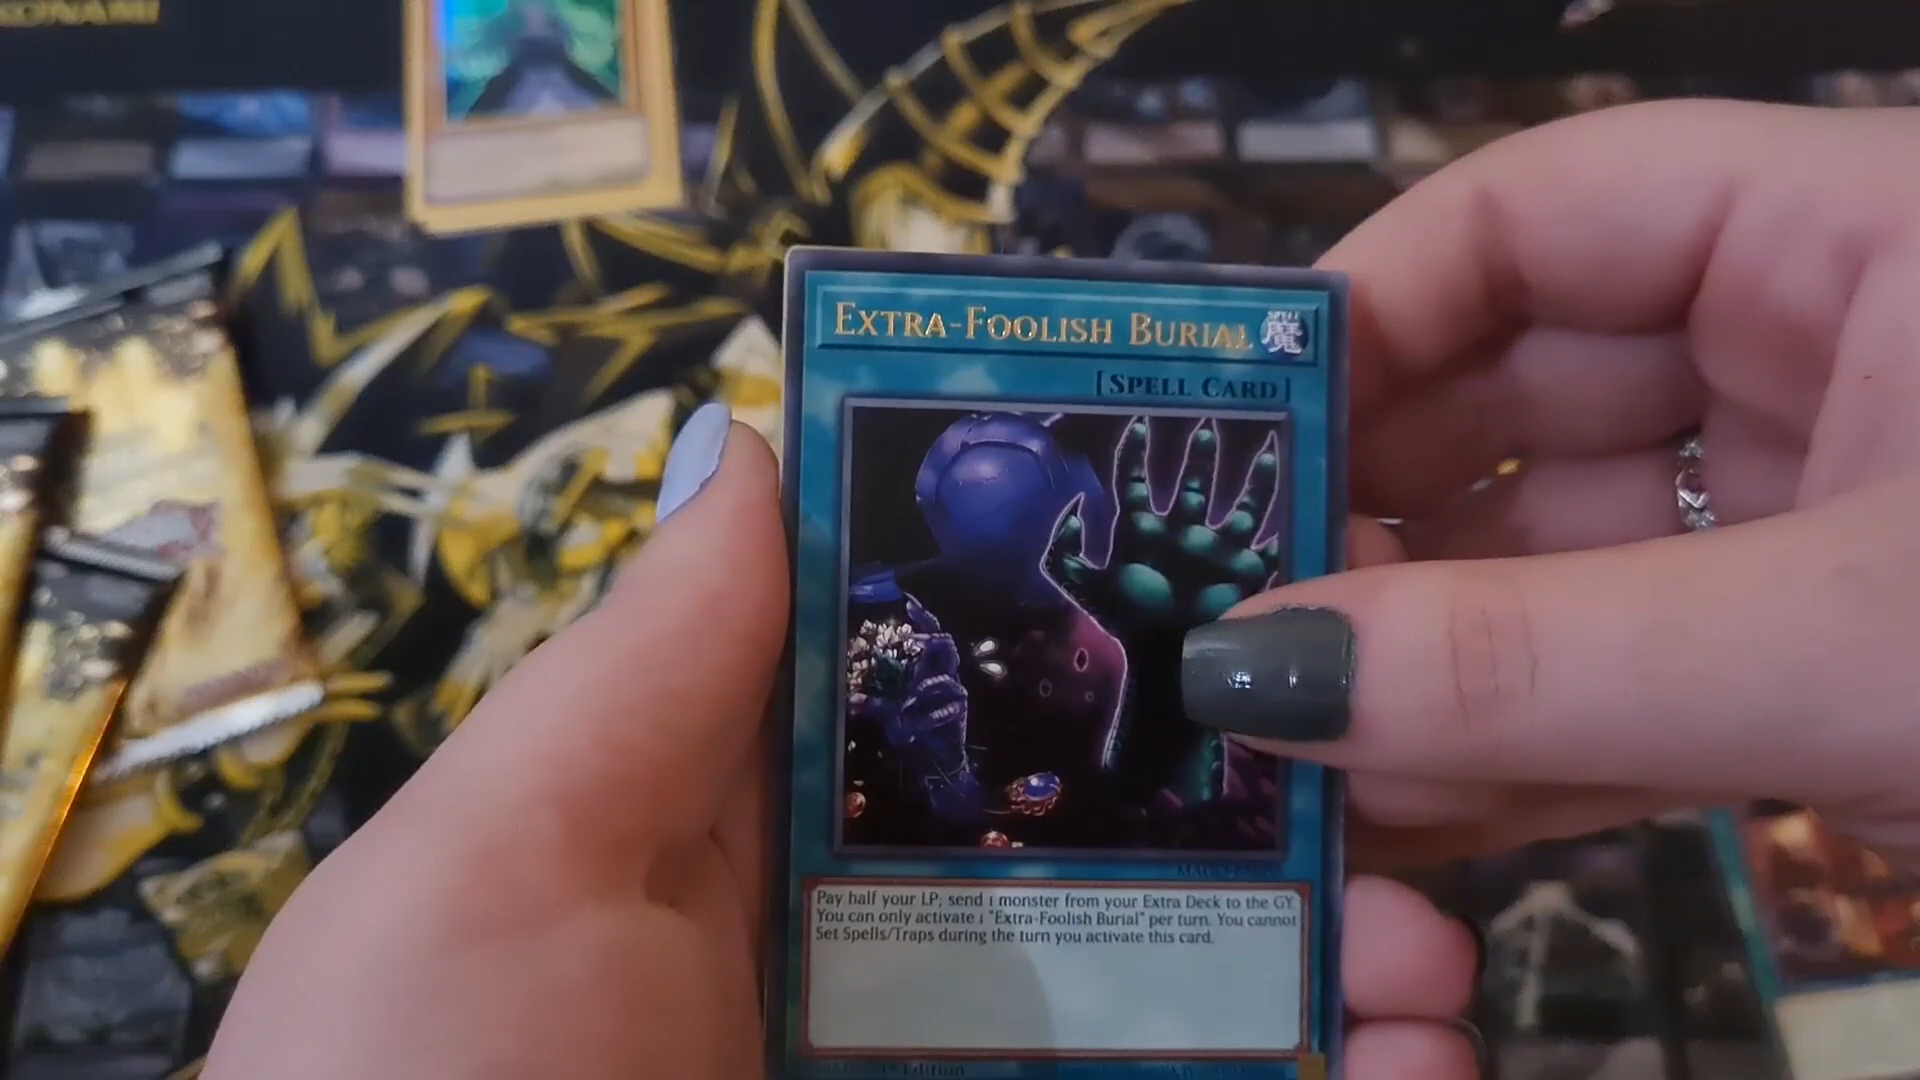 KONAMI
EXTRA-FOOLISH BURIAL
SPELL
魔
[SPELL CARD]
Pay half your LP; send 1 monster from your Extra Deck to the GY.
You can only activate 1 "Extra-Foolish Burial" per turn. You cannot
Set Spells/Traps during the turn you activate this card.
Edition